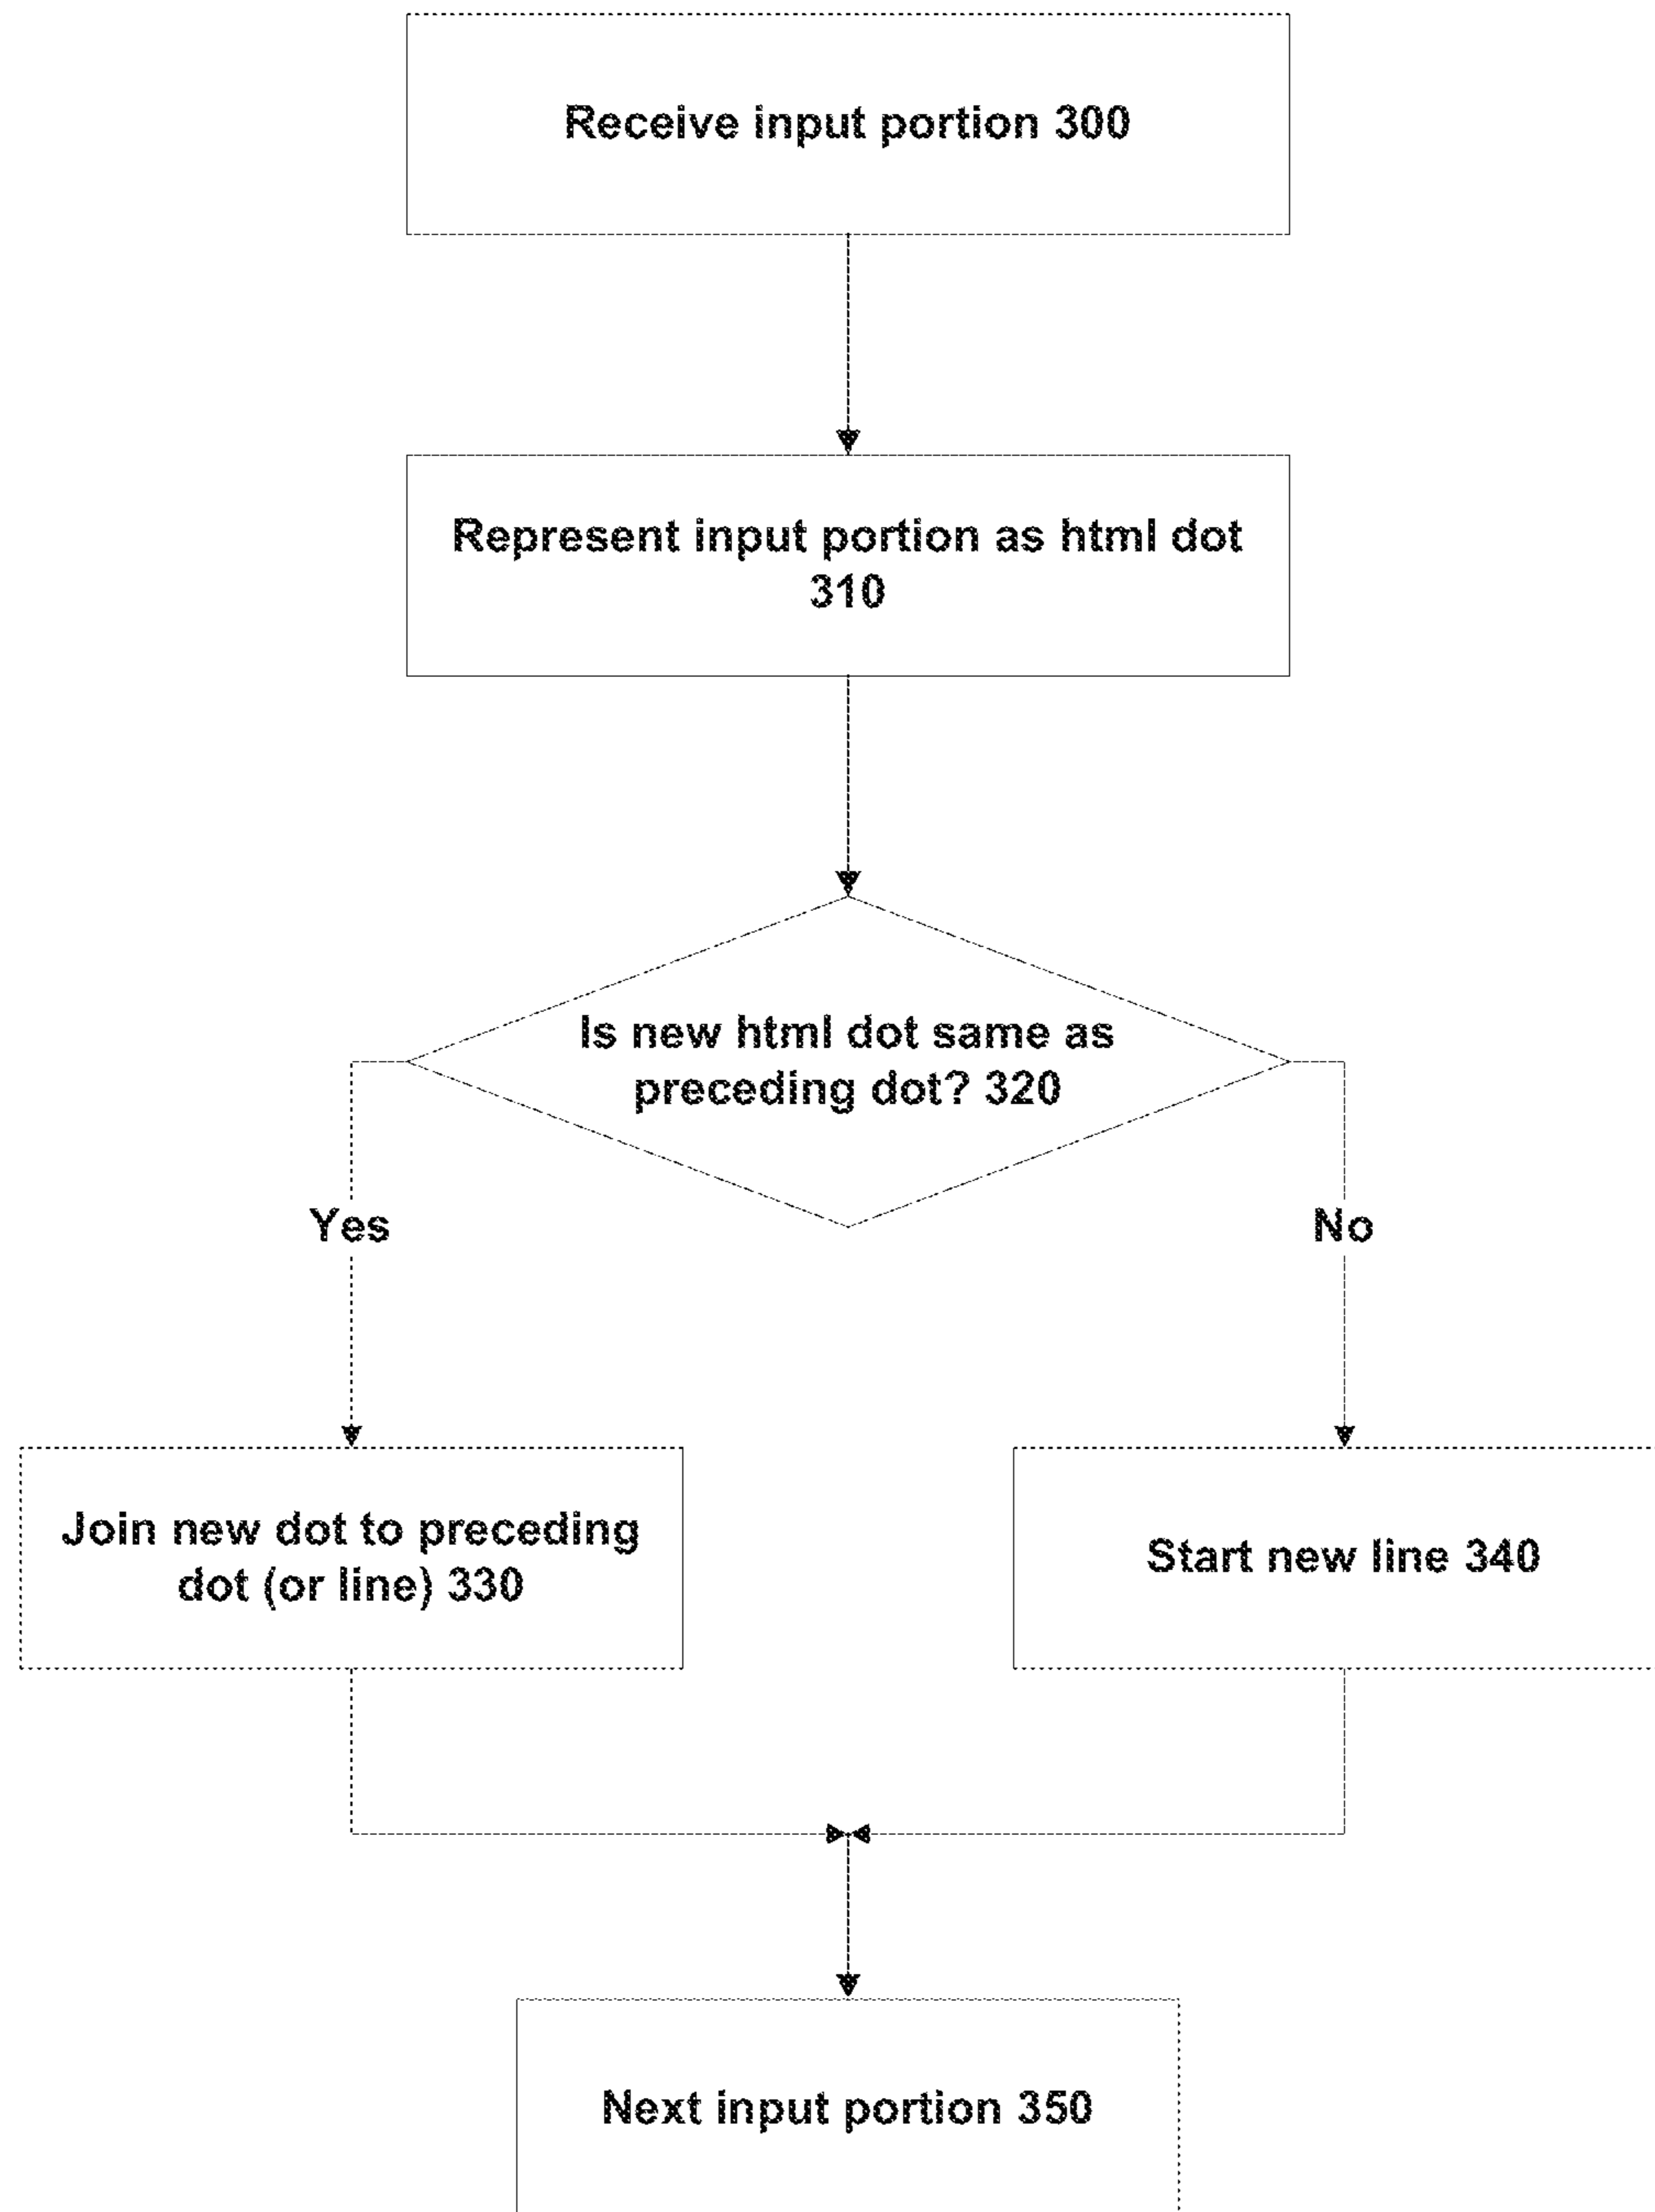 Receive input portion 300
Represent input portion as html dot
310
Is new html dot same as
preceding dot? 320
Yes
No
Join new dot to preceding
dot (or line) 330
Start new line 340
Next input portion 350